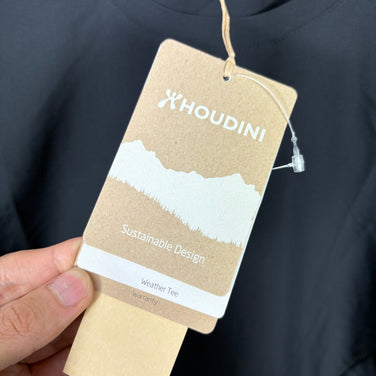 HOUDINI
Sustainable Design
Weather Tee
Warranty